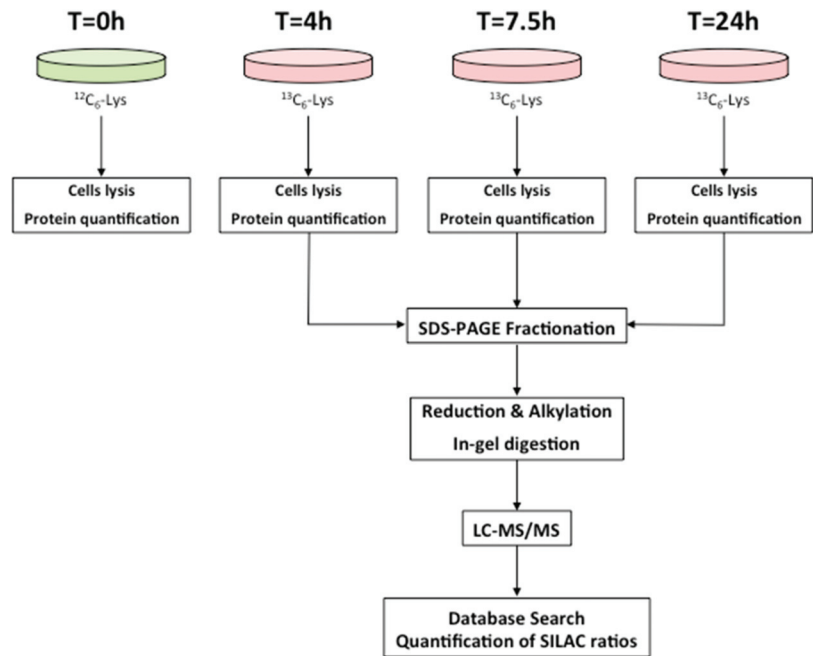 T=0h
T=4h
T=7.5h
T=24h
¹²C₆-Lys
¹³C₆-Lys
¹³C₆-Lys
¹³C₆-Lys
Cells lysis
Protein quantification
Cells lysis
Protein quantification
Cells lysis
Protein quantification
Cells lysis
Protein quantification
SDS-PAGE Fractionation
Reduction & Alkylation
In-gel digestion
LC-MS/MS
Database Search
Quantification of SILAC ratios